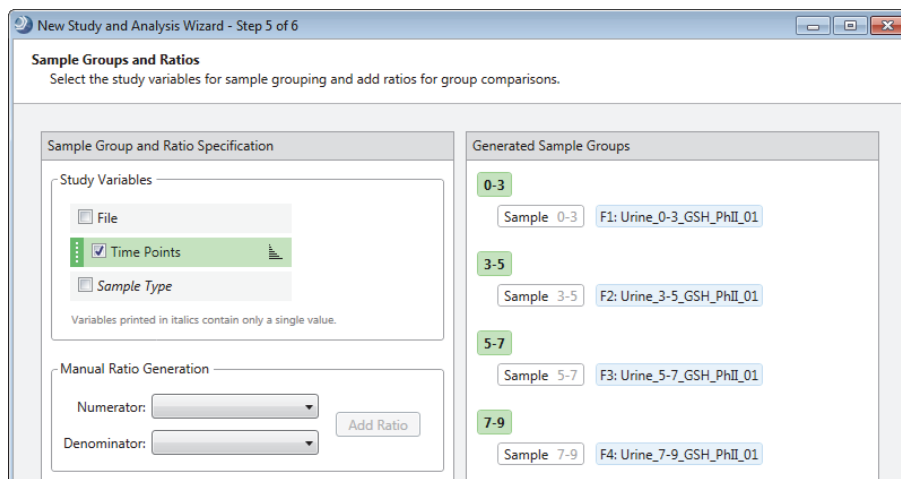 New Study and Analysis Wizard - Step 5 of 6
Sample Groups and Ratios
Select the study variables for sample grouping and add ratios for group comparisons.
Sample Group and Ratio Specification
Study Variables
File
Time Points
Sample Type
Variables printed in italics contain only a single value.
Manual Ratio Generation
Numerator:
Denominator:
Add Ratio
Generated Sample Groups
0-3
Sample 0-3 F1: Urine_0-3_GSH_PhII_01
3-5
Sample 3-5 F2: Urine_3-5_GSH_PhII_01
5-7
Sample 5-7 F3: Urine_5-7_GSH_PhII_01
7-9
Sample 7-9 F4: Urine_7-9_GSH_PhII_01